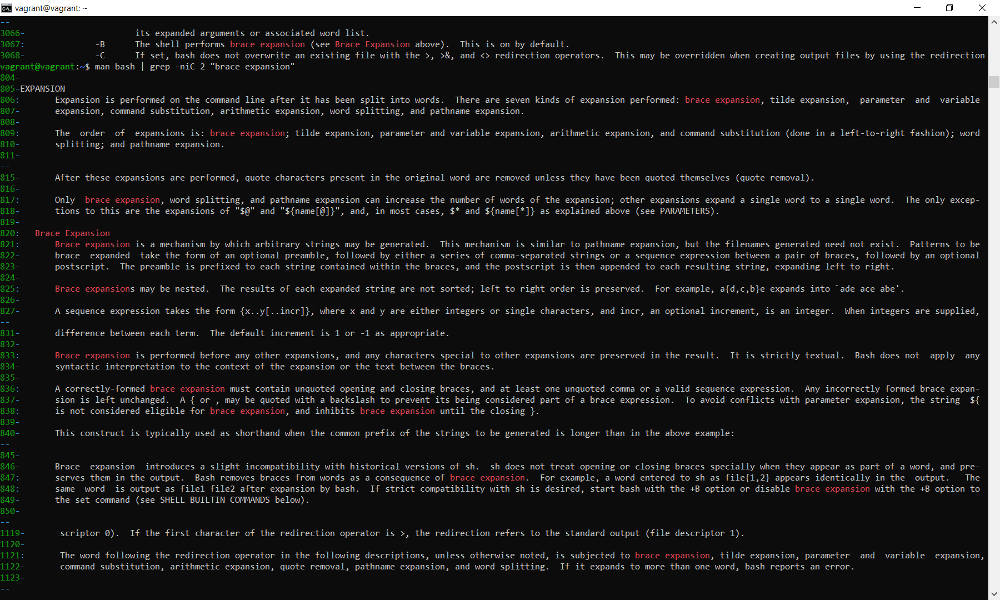 vagrant@vagrant: ~
--
3066-                      its expanded arguments or associated word list.
3067:              -B      The shell performs brace expansion (see Brace Expansion above).  This is on by default.
3068-              -C      If set, bash does not overwrite an existing file with the >, >&, and <> redirection operators.  This may be overridden when creating output files by using the redirection
vagrant@vagrant:~$ man bash | grep -niC 2 "brace expansion"
804-
805-EXPANSION
806:       Expansion is performed on the command line after it has been split into words.  There are seven kinds of expansion performed: brace expansion, tilde expansion,  parameter  and  variable
807-       expansion, command substitution, arithmetic expansion, word splitting, and pathname expansion.
808-
809:       The  order  of  expansions is: brace expansion; tilde expansion, parameter and variable expansion, arithmetic expansion, and command substitution (done in a left-to-right fashion); word
810-       splitting; and pathname expansion.
811-
--
815-       After these expansions are performed, quote characters present in the original word are removed unless they have been quoted themselves (quote removal).
816-
817:       Only  brace expansion, word splitting, and pathname expansion can increase the number of words of the expansion; other expansions expand a single word to a single word.  The only excep-
818-       tions to this are the expansions of "$@" and "${name[@]}", and, in most cases, $* and ${name[*]} as explained above (see PARAMETERS).
819-
820:   Brace Expansion
821:       Brace expansion is a mechanism by which arbitrary strings may be generated.  This mechanism is similar to pathname expansion, but the filenames generated need not exist.  Patterns to be
822-       brace  expanded  take the form of an optional preamble, followed by either a series of comma-separated strings or a sequence expression between a pair of braces, followed by an optional
823-       postscript.  The preamble is prefixed to each string contained within the braces, and the postscript is then appended to each resulting string, expanding left to right.
824-
825:       Brace expansions may be nested.  The results of each expanded string are not sorted; left to right order is preserved.  For example, a{d,c,b}e expands into `ade ace abe'.
826-
827-       A sequence expression takes the form {x..y[..incr]}, where x and y are either integers or single characters, and incr, an optional increment, is an integer.  When integers are supplied,
--
831-       difference between each term.  The default increment is 1 or -1 as appropriate.
832-
833:       Brace expansion is performed before any other expansions, and any characters special to other expansions are preserved in the result.  It is strictly textual.  Bash does not  apply  any
834-       syntactic interpretation to the context of the expansion or the text between the braces.
835-
836:       A correctly-formed brace expansion must contain unquoted opening and closing braces, and at least one unquoted comma or a valid sequence expression.  Any incorrectly formed brace expan-
837-       sion is left unchanged.  A { or , may be quoted with a backslash to prevent its being considered part of a brace expression.  To avoid conflicts with parameter expansion, the string  ${
838:       is not considered eligible for brace expansion, and inhibits brace expansion until the closing }.
839-
840-       This construct is typically used as shorthand when the common prefix of the strings to be generated is longer than in the above example:
--
845-
846-       Brace  expansion  introduces a slight incompatibility with historical versions of sh.  sh does not treat opening or closing braces specially when they appear as part of a word, and pre-
847:       serves them in the output.  Bash removes braces from words as a consequence of brace expansion.  For example, a word entered to sh as file{1,2} appears identically in the  output.   The
848:       same  word  is output as file1 file2 after expansion by bash.  If strict compatibility with sh is desired, start bash with the +B option or disable brace expansion with the +B option to
849-       the set command (see SHELL BUILTIN COMMANDS below).
850-
--
1119-       scriptor 0).  If the first character of the redirection operator is >, the redirection refers to the standard output (file descriptor 1).
1120-
1121:       The word following the redirection operator in the following descriptions, unless otherwise noted, is subjected to brace expansion, tilde expansion, parameter  and  variable  expansion,
1122-       command substitution, arithmetic expansion, quote removal, pathname expansion, and word splitting.  If it expands to more than one word, bash reports an error.
1123-
--